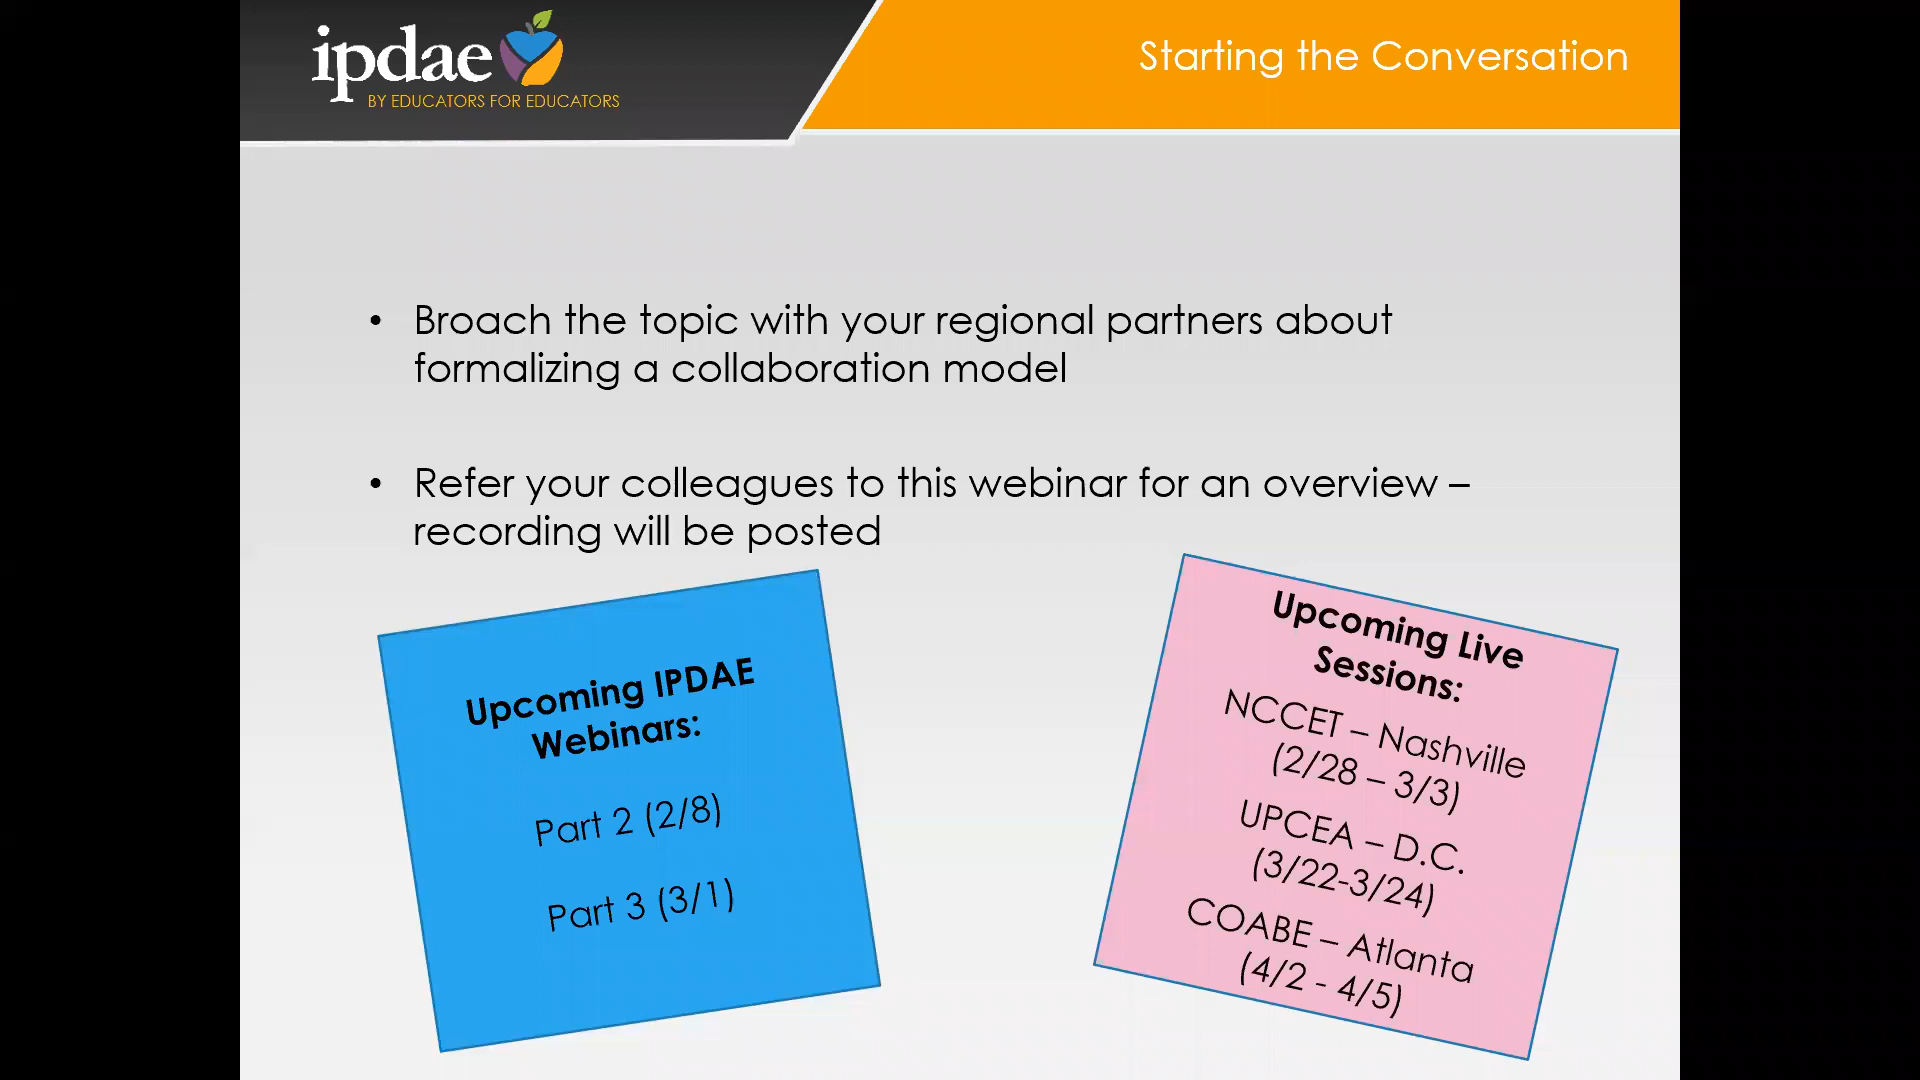 ipdae
BY EDUCATORS FOR EDUCATORS
Starting the Conversation
• Broach the topic with your regional partners about
formalizing a collaboration model
• Refer your colleagues to this webinar for an overview –
recording will be posted
Upcoming IPDAE
Webinars:
Part 2 (2/8)
Part 3 (3/1)
Upcoming Live
Sessions:
NCCET – Nashville
(2/28 – 3/3)
UPCEA – D.C.
(3/22-3/24)
COABE – Atlanta
(4/2 - 4/5)